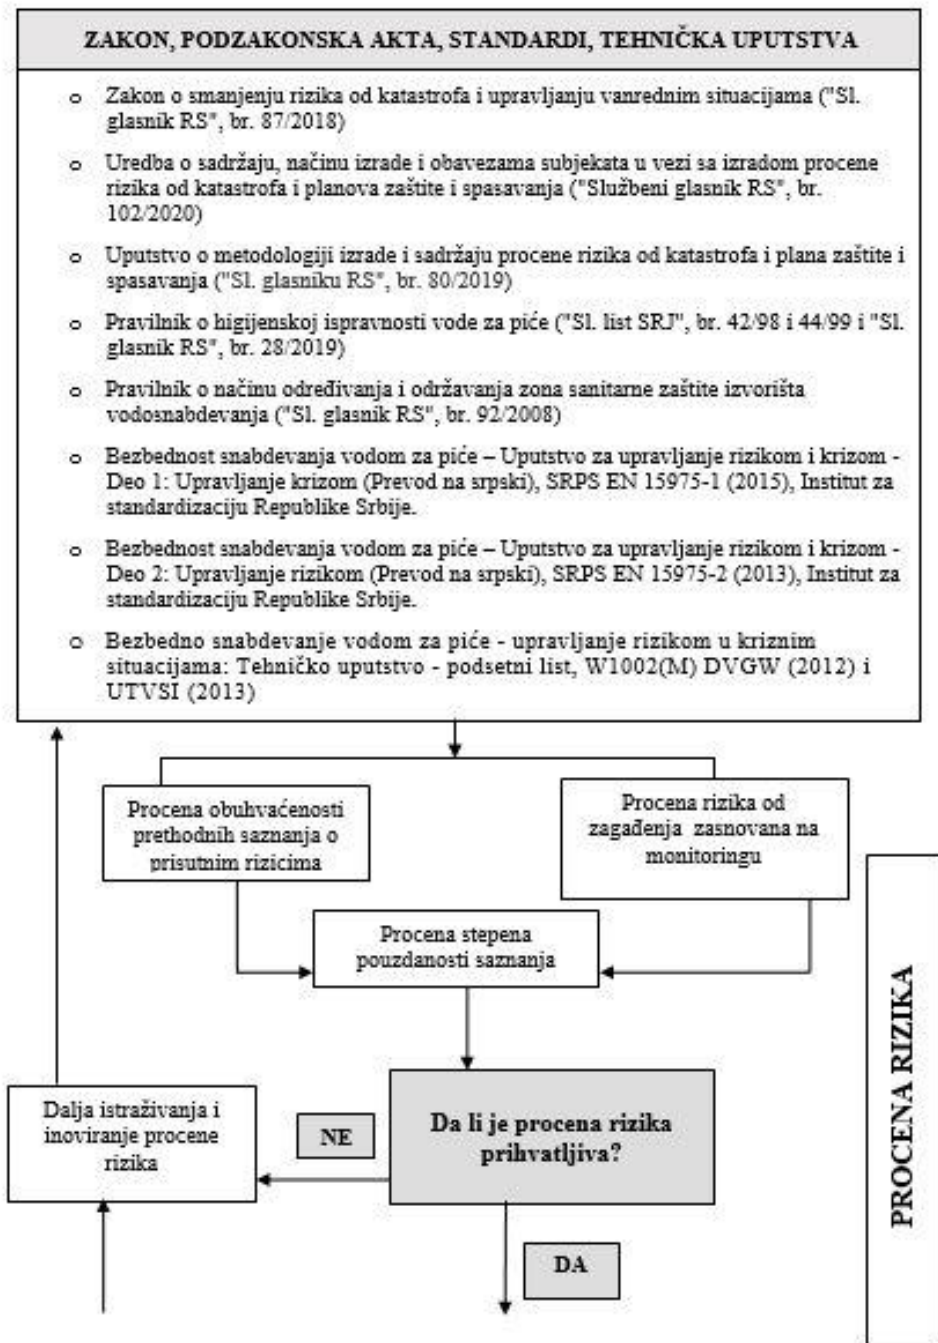 ZAKON, PODZAKONSKA AKTA, STANDARDI, TEHNIČKA UPUTSTVA
o Zakon o smanjenju rizika od katastrofa i upravljanju vanrednim situacijama ("Sl.
glasnik RS", br. 87/2018)
o Uredba o sadržaju, načinu izrade i obavezama subjekata u vezi sa izradom procene
rizika od katastrofa i planova zaštite i spasavanja ("Službeni glasnik RS", br.
102/2020)
o Uputstvo o metodologiji izrade i sadržaju procene rizika od katastrofa i plana zaštite i
spasavanja ("Sl. glasniku RS", br. 80/2019)
o Pravilnik o higijenskoj ispravnosti vode za piće ("Sl. list SRJ", br. 42/98 i 44/99 i "Sl.
glasnik RS", br. 28/2019)
o Pravilnik o načinu određivanja i održavanja zona sanitarne zaštite izvorišta
vodosnabdevanja ("Sl. glasnik RS", br. 92/2008)
o Bezbednost snabdevanja vodom za piće – Uputstvo za upravljanje rizikom i krizom -
Deo 1: Upravljanje krizom (Prevod na srpski), SRPS EN 15975-1 (2015), Institut za
standardizaciju Republike Srbije.
o Bezbednost snabdevanja vodom za piće – Uputstvo za upravljanje rizikom i krizom -
Deo 2: Upravljanje rizikom (Prevod na srpski), SRPS EN 15975-2 (2013), Institut za
standardizaciju Republike Srbije.
o Bezbedno snabdevanje vodom za piće - upravljanje rizikom u kriznim
situacijama: Tehničko uputstvo - podsetni list, W1002(M) DVGW (2012) i
UTVSI (2013)
Procena obuhvaćenosti
prethodnih saznanja o
prisutnim rizicima
Procena rizika od
zagađenja zasnovana na
monitoringu
Procena stepena
pouzdanosti saznanja
Dalja istraživanja i
inoviranje procene
rizika
NE
Da li je procena rizika
prihvatljiva?
DA
PROCENA RIZIKA